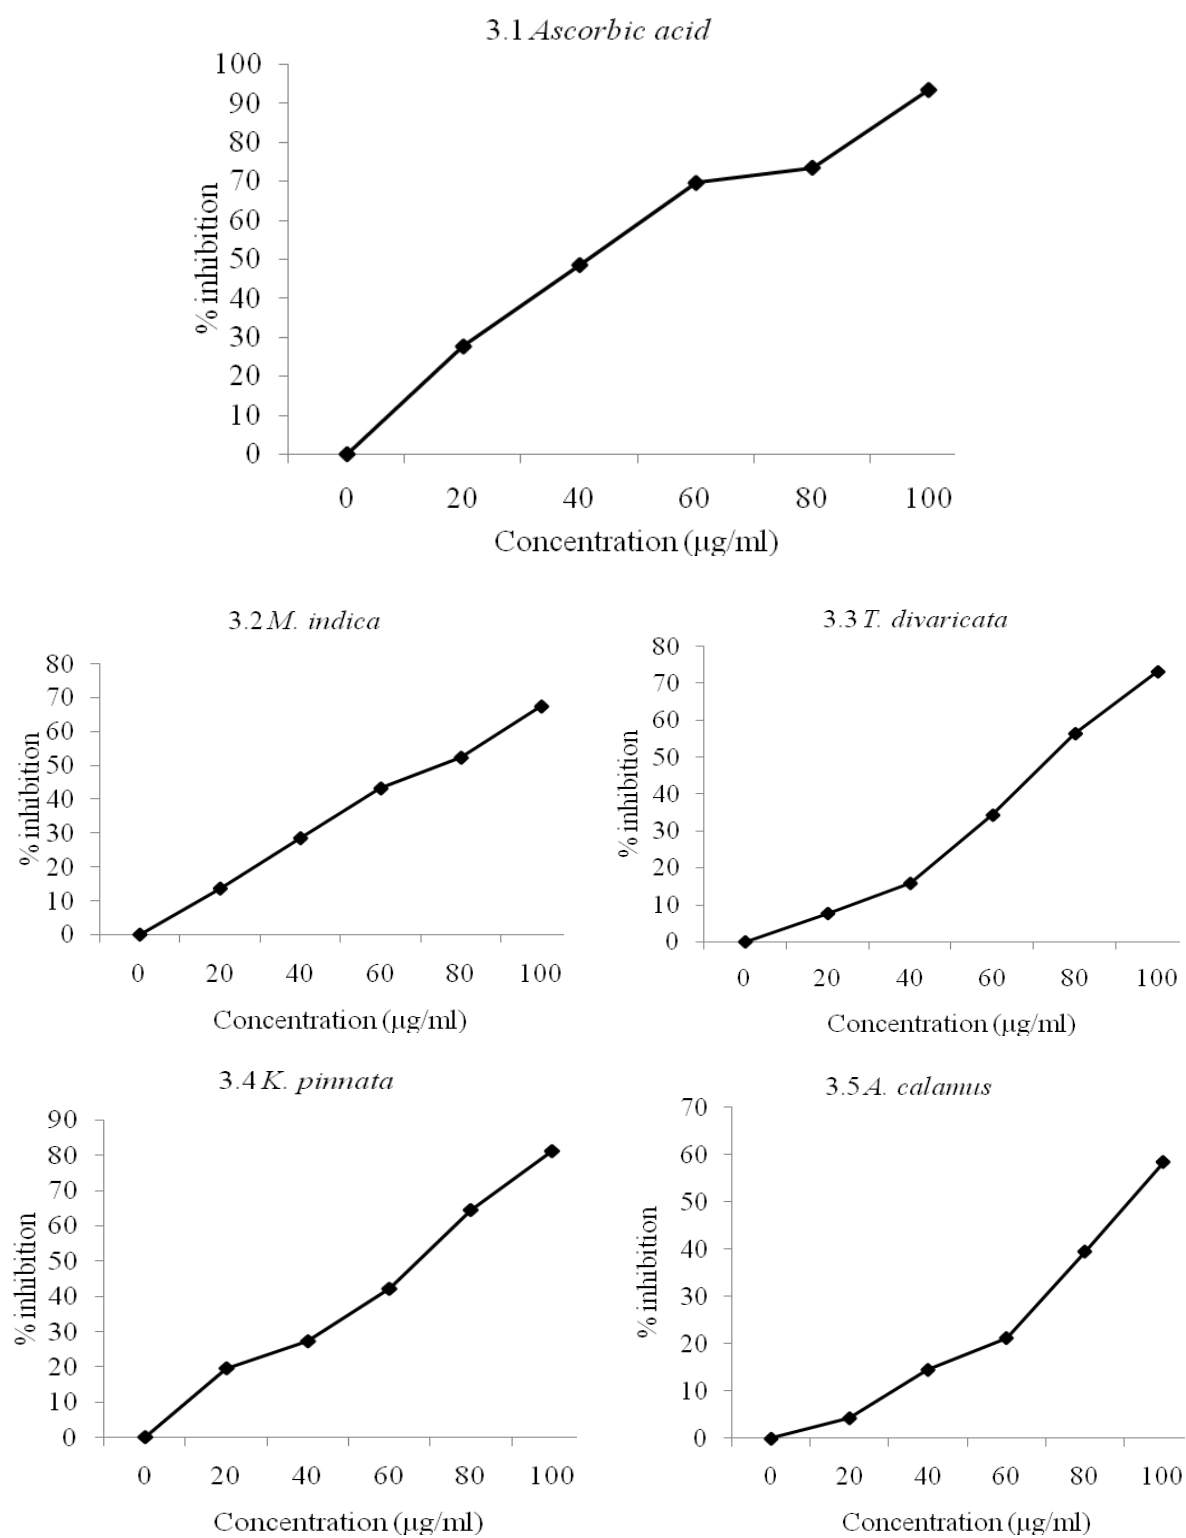 3.1 Ascorbic acid
100
90
80
70
60
50
40
30
20
10
0
% inhibition
0 20 40 60 80 100
Concentration (µg/ml)
3.2 M. indica
80
70
60
50
40
30
20
10
0
% inhibition
0 20 40 60 80 100
Concentration (µg/ml)
3.3 T. divaricata
80
70
60
50
40
30
20
10
0
% inhibition
0 20 40 60 80 100
Concentration (µg/ml)
3.4 K. pinnata
90
80
70
60
50
40
30
20
10
0
% inhibition
0 20 40 60 80 100
Concentration (µg/ml)
3.5 A. calamus
70
60
50
40
30
20
10
0
% inhibition
0 20 40 60 80 100
Concentration (µg/ml)